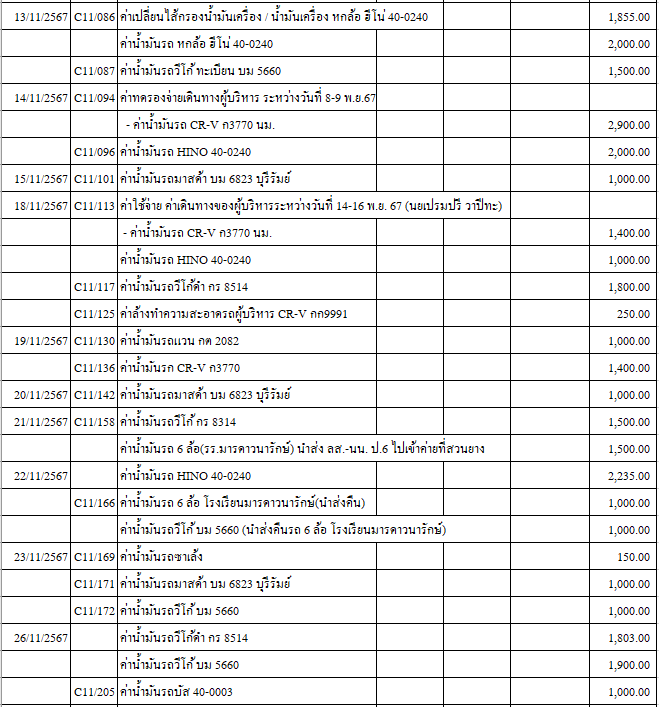 13/11/2567 C11/086 ค่าเปลี่ยนไส้กรองน้ำมันเครื่อง / น้ำมันเครื่อง หกล้อ ฮีโน่ 40-0240 1,855.00
ค่าน้ำมันรถ หกล้อ ฮีโน่ 40-0240 2,000.00
C11/087 ค่าน้ำมันรถวีโก้ ทะเบียน บม 5660 1,500.00
14/11/2567 C11/094 ค่าทดรองจ่ายเดินทางผู้บริหาร ระหว่างวันที่ 8-9 พ.ย.67
- ค่าน้ำมันรถ CR-V ก3770 นม. 2,900.00
C11/096 ค่าน้ำมันรถ HINO 40-0240 2,000.00
15/11/2567 C11/101 ค่าน้ำมันรถมาสด้า บม 6823 บุรีรัมย์ 1,000.00
18/11/2567 C11/113 ค่าใช้จ่าย ค่าเดินทางของผู้บริหารระหว่างวันที่ 14-16 พ.ย. 67 (นยเปรมปรี วาปีทะ)
- ค่าน้ำมันรถ CR-V ก3770 นม. 1,400.00
ค่าน้ำมันรถ HINO 40-0240 1,000.00
C11/117 ค่าน้ำมันรถวีโก้ดำ กร 8514 1,800.00
C11/125 ค่าล้างทำความสะอาดรถผู้บริหาร CR-V กก9991 250.00
19/11/2567 C11/130 ค่าน้ำมันรถแวน กต 2082 1,000.00
C11/136 ค่าน้ำมันรก CR-V ก3770 1,400.00
20/11/2567 C11/142 ค่าน้ำมันรถมาสด้า บม 6823 บุรีรัมย์ 1,000.00
21/11/2567 C11/158 ค่าน้ำมันรถวีโก้ กร 8314 1,500.00
ค่าน้ำมันรถ 6 ล้อ(รร.มารดาวนารักษ์) นำส่ง ลส.-นน. ป.6 ไปเข้าค่ายที่สวนยาง 1,500.00
22/11/2567 ค่าน้ำมันรถ HINO 40-0240 2,235.00
C11/166 ค่าน้ำมันรถ 6 ล้อ โรงเรียนมารดาวนารักษ์(นำส่งคืน) 1,000.00
ค่าน้ำมันรถวีโก้ บม 5660 (นำส่งคืนรถ 6 ล้อ โรงเรียนมารดาวนารักษ์) 1,000.00
23/11/2567 C11/169 ค่าน้ำมันรถซาเล้ง 150.00
C11/171 ค่าน้ำมันรถมาสด้า บม 6823 บุรีรัมย์ 1,000.00
C11/172 ค่าน้ำมันรถวีโก้ บม 5660 1,000.00
26/11/2567 ค่าน้ำมันรถวีโก้ดำ กร 8514 1,803.00
ค่าน้ำมันรถวีโก้ บม 5660 1,900.00
C11/205 ค่าน้ำมันรถบัส 40-0003 1,000.00